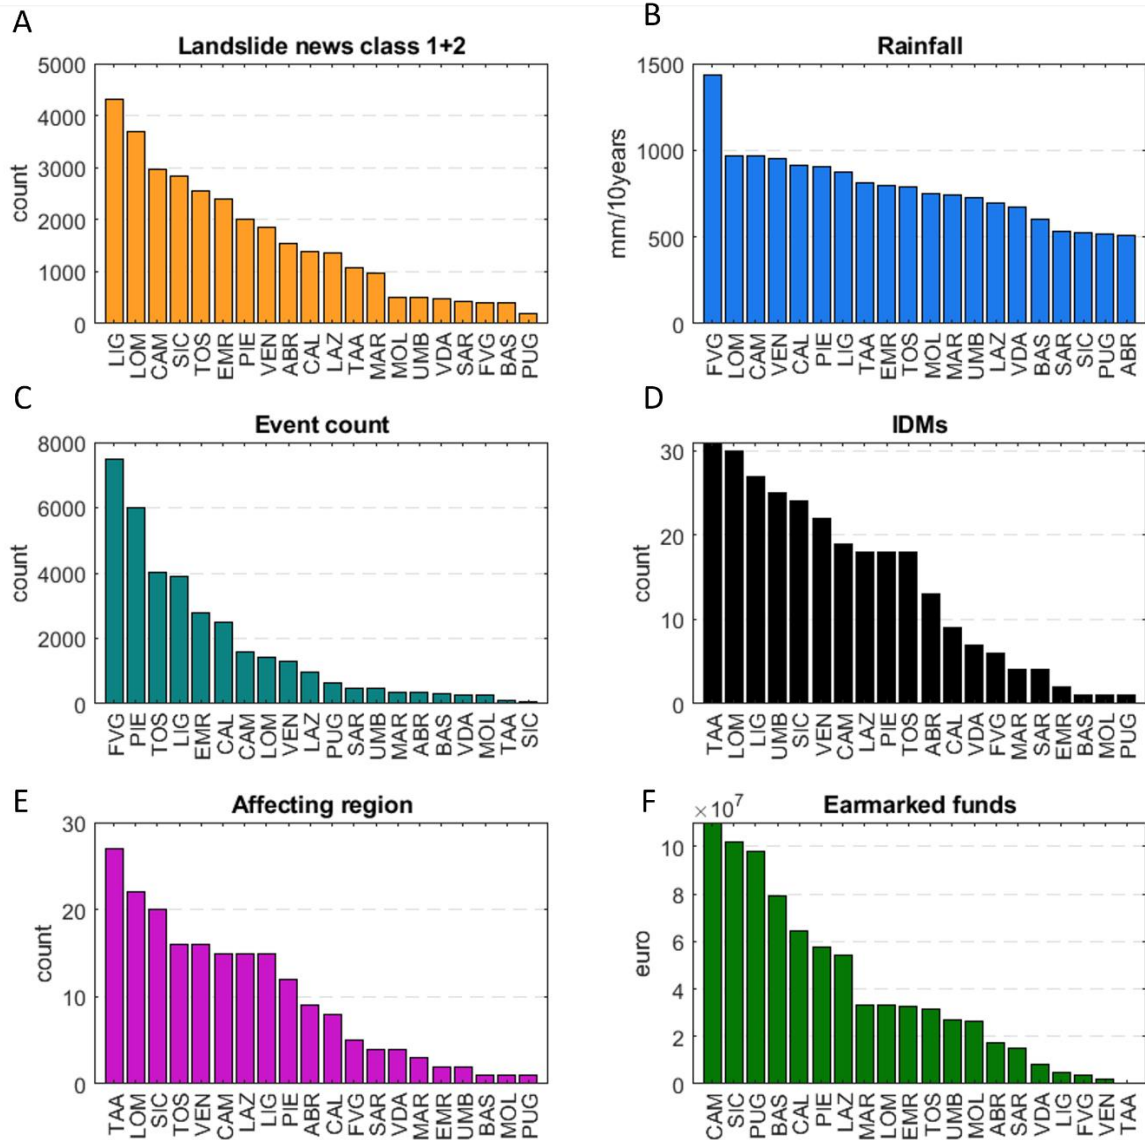 A
Landslide news class 1+2
5000
4000
3000
2000
1000
0
count
LIG LOM CAM SIC TOS EMR PIE VEN ABR CAL LAZ TAA MAR MOL UMB VDA SAR FVG BAS PUG
B
Rainfall
1500
1000
500
0
mm/10years
FVG LOM CAM VEN CAL PIE LIG TAA EMR TOS MOL MAR UMB LAZ VDA BAS SAR SIC PUG ABR
C
Event count
8000
6000
4000
2000
0
count
FVG PIE TOS LIG EMR CAL CAM LOM VEN LAZ PUG SAR UMB MAR ABR BAS VDA MOL TAA SIC
D
IDMs
30
20
10
0
count
TAA LOM LIG UMB SIC VEN CAM LAZ PIE TOS ABR CAL VDA FVG MAR SAR EMR BAS MOL PUG
E
Affecting region
30
20
10
0
count
TAA LOM SIC TOS VEN CAM LAZ LIG PIE ABR CAL FVG SAR VDA MAR EMR UMB BAS MOL PUG
F
×10⁷
Earmarked funds
10
8
6
4
2
0
euro
CAM SIC PUG BAS CAL PIE LAZ MAR LOM EMR TOS UMB MOL ABR SAR VDA LIG FVG VEN TAA